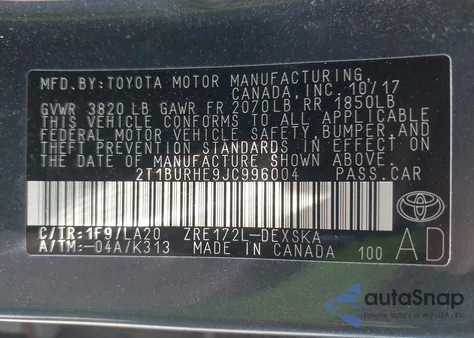 MFD. BY: TOYOTA MOTOR MANUFACTURING,
CANADA, INC. 10/17
GVWR 3820 LB GAWR FR 2070LB RR 1850LB
THIS VEHICLE CONFORMS TO ALL APPLICABLE
FEDERAL MOTOR VEHICLE SAFETY, BUMPER, AND
THEFT PREVENTION STANDARDS IN EFFECT ON
THE DATE OF MANUFACTURE SHOWN ABOVE.
2T1BURHE9JC996004 PASS. CAR
C/TR: 1F9/LA20 ZRE172L-DEXSKA
A/TM: -04A/K313 MADE IN CANADA 100
AD
autoSnap